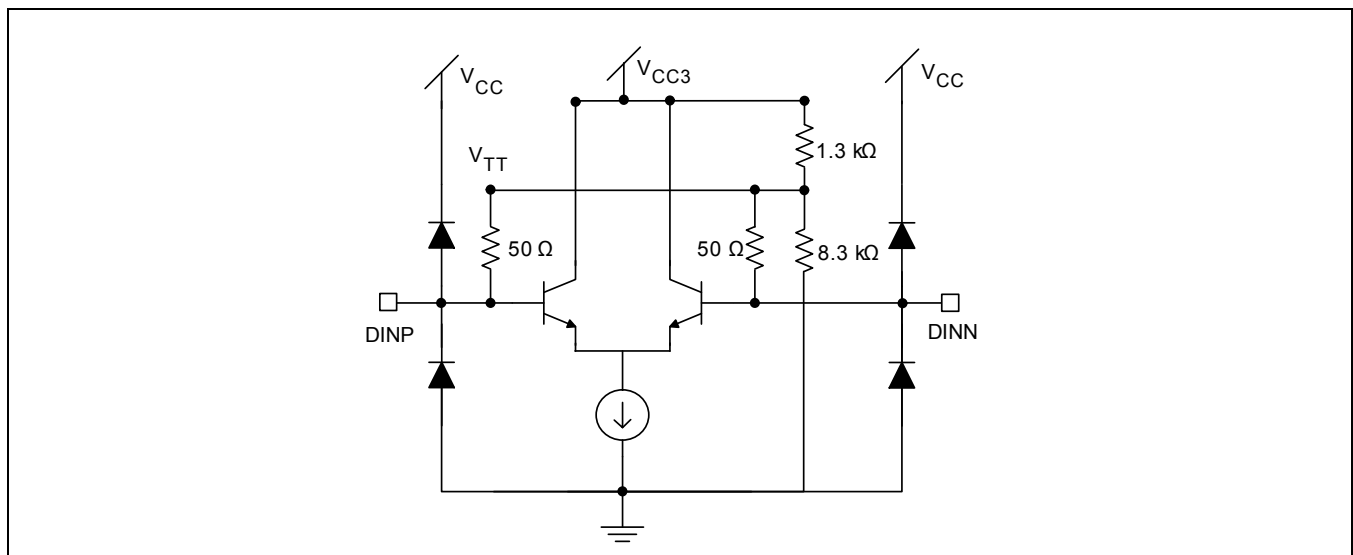 VCC
VCC3
VCC
1.3 kΩ
VTT
50 Ω
50 Ω
8.3 kΩ
DINP
DINN